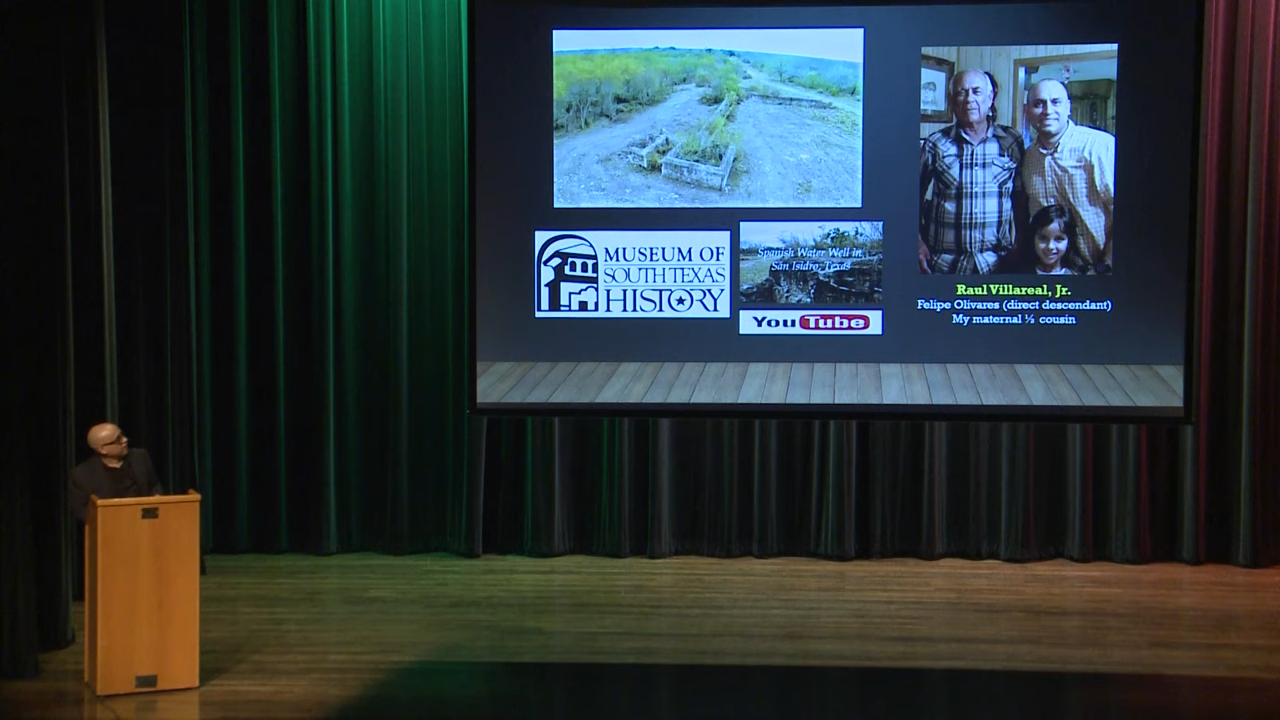 MUSEUM OF
SOUTH TEXAS
HISTORY
Spanish Water Well in
San Isidro, Texas
YouTube
Raul Villareal, Jr.
Felipe Olivares (direct descendant)
My maternal ½ cousin